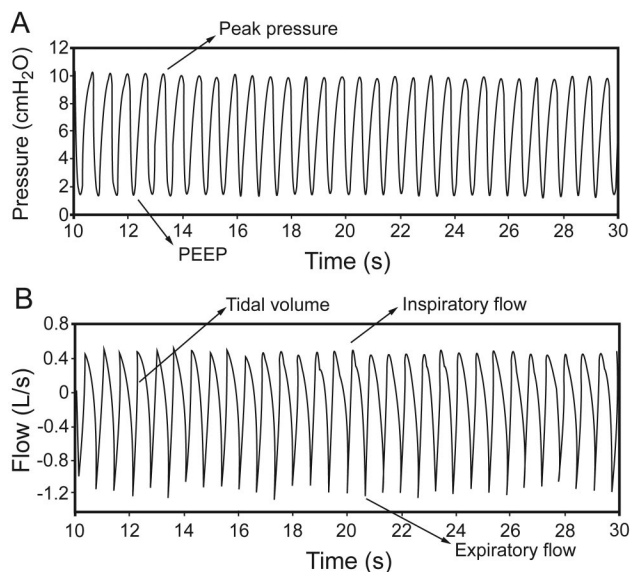 A
Peak pressure
Pressure (cmH₂O)
12
10
8
6
4
2
0
10 12 14 16 18 20 22 24 26 28 30
PEEP
Time (s)
B
Tidal volume
Inspiratory flow
Flow (L/s)
0.8
0.4
0
-0.4
-0.8
-1.2
10 12 14 16 18 20 22 24 26 28 30
Expiratory flow
Time (s)